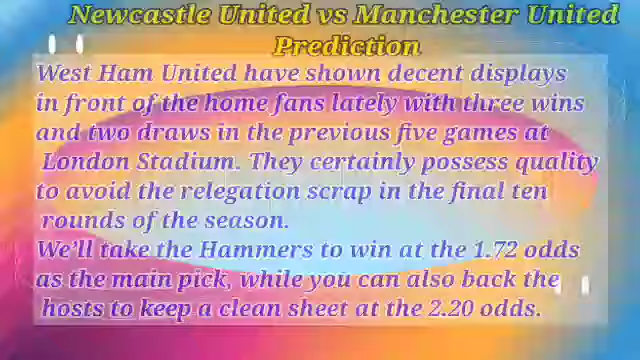 Newcastle United vs Manchester United
Prediction
West Ham United have shown decent displays
in front of the home fans lately with three wins
and two draws in the previous five games at
London Stadium. They certainly possess quality
to avoid the relegation scrap in the final ten
rounds of the season.
We'll take the Hammers to win at the 1.72 odds
as the main pick, while you can also back the
hosts to keep a clean sheet at the 2.20 odds.